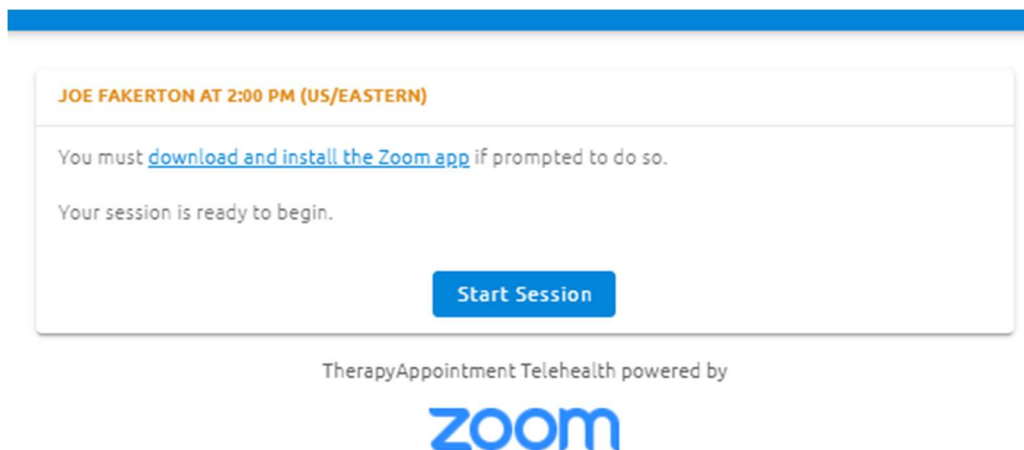 JOE FAKERTON AT 2:00 PM (US/EASTERN)
You must download and install the Zoom app if prompted to do so.
Your session is ready to begin.
Start Session
TherapyAppointment Telehealth powered by
zoom